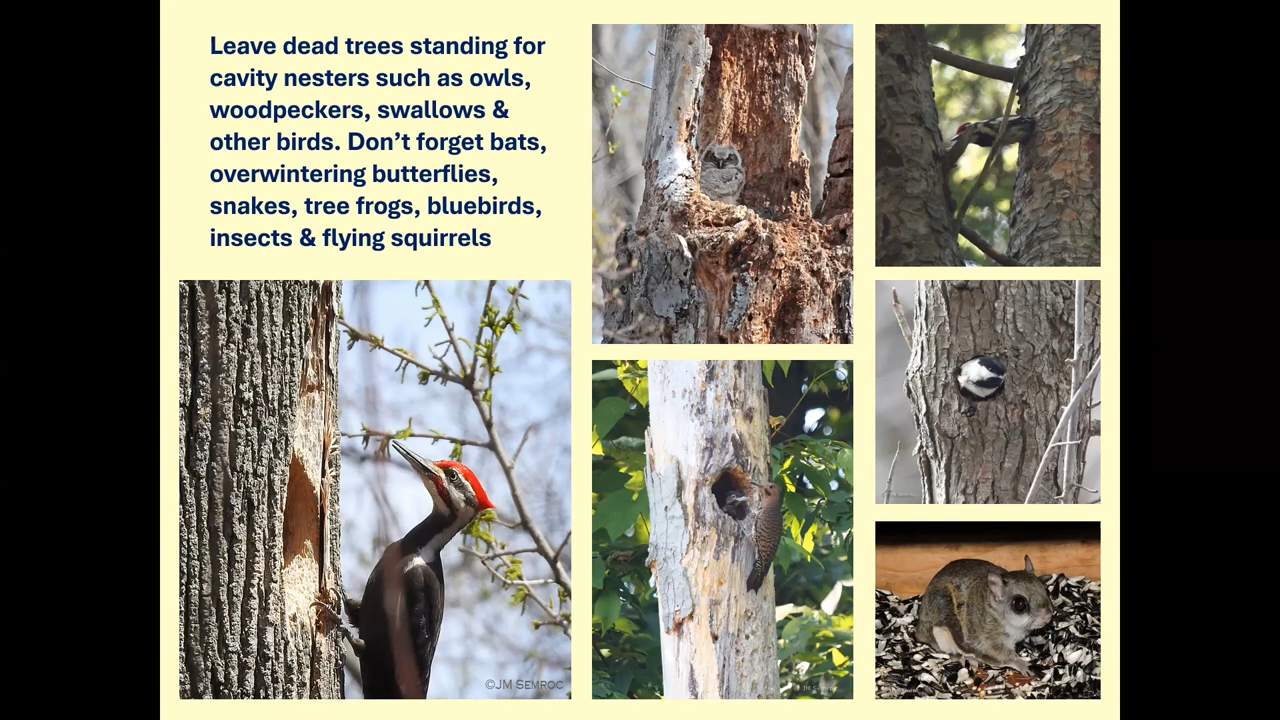 Leave dead trees standing for
cavity nesters such as owls,
woodpeckers, swallows &
other birds. Don’t forget bats,
overwintering butterflies,
snakes, tree frogs, bluebirds,
insects & flying squirrels
©JM SEMROC